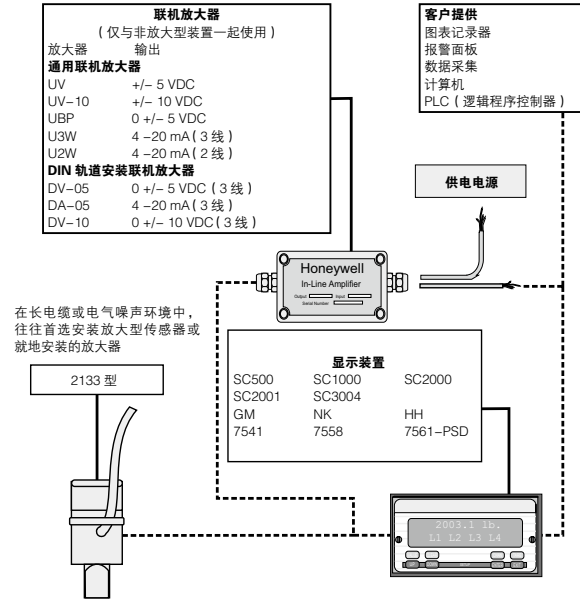 联机放大器
(仅与非放大型装置一起使用)
放大器 输出
通用联机放大器
UV +/– 5 VDC
UV–10 +/– 10 VDC
UBP 0 +/– 5 VDC
U3W 4 –20 mA(3 线)
U2W 4 –20 mA(2 线)
DIN 轨道安装联机放大器
DV–05 0 +/– 5 VDC (3 线)
DA–05 4 –20 mA(3 线)
DV–10 0 +/– 10 VDC(3 线)
客户提供
图表记录器
报警面板
数据采集
计算机
PLC(逻辑程序控制器)
供电电源
Honeywell
In-Line Amplifier
Output Input
Serial Number
在长电缆或电气噪声环境中,
往往首选安装放大型传感器或
就地安装的放大器
2133 型
显示装置
SC500 SC1000 SC2000
SC2001 SC3004
GM NK HH
7541 7558 7561–PSD
2003.1 lb.
L1 L2 L3 L4